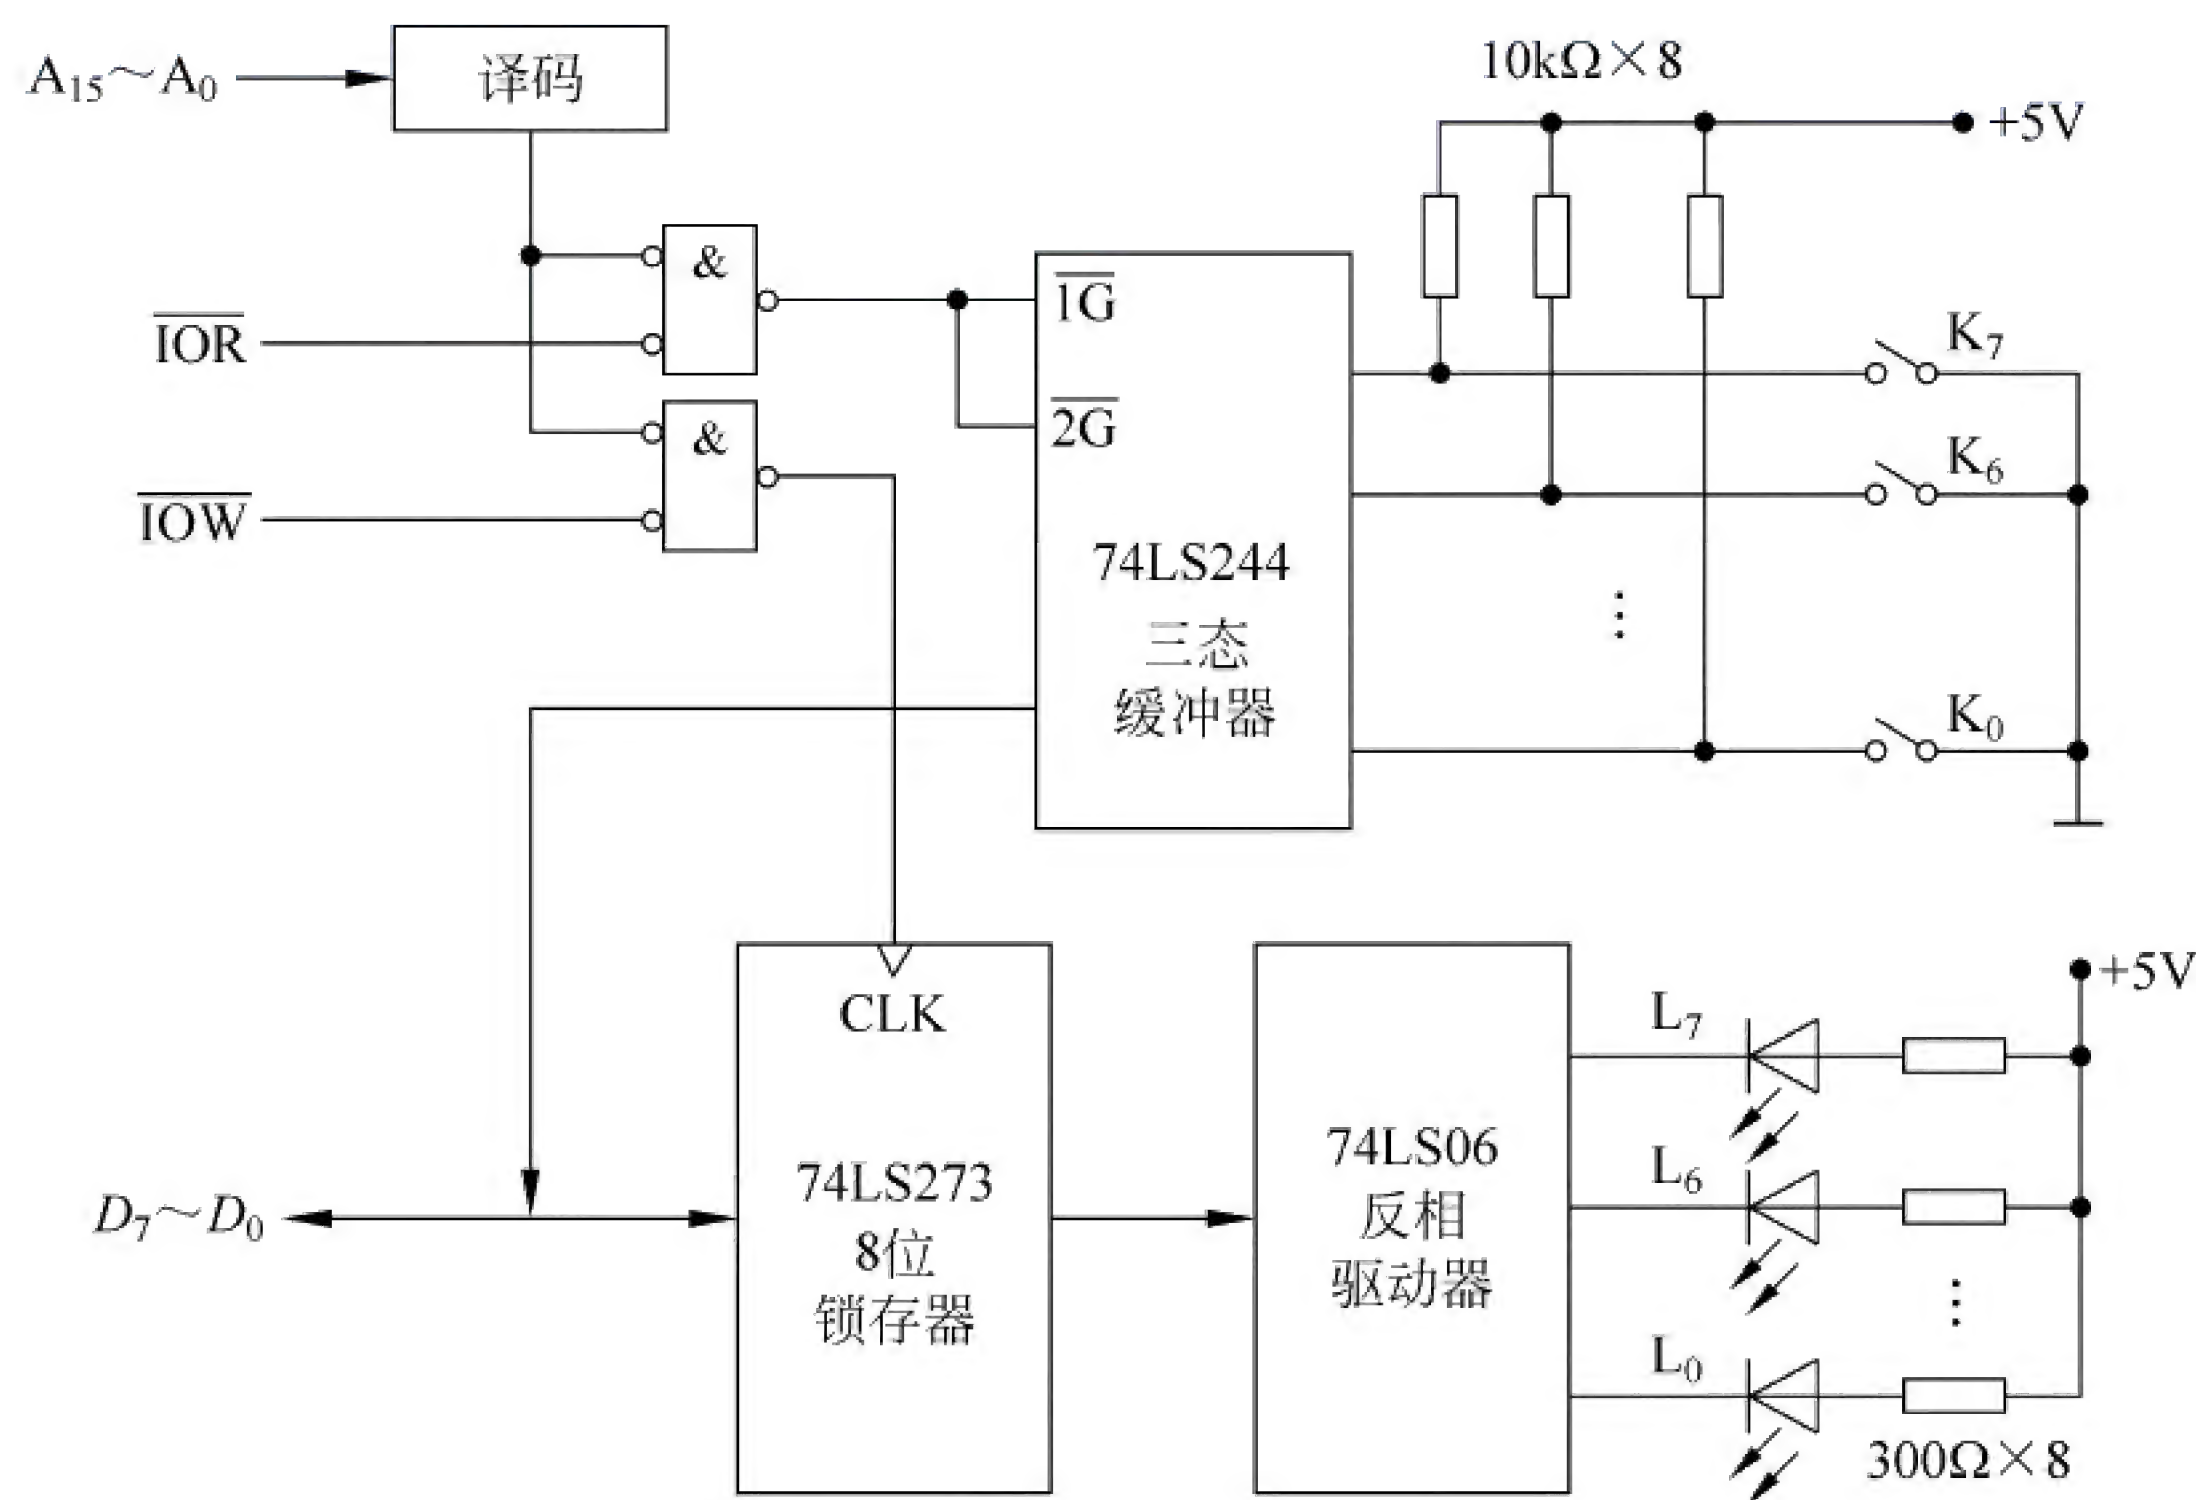 A₁₅～A₀
译码
10kΩ×8
+5V
&
1G
IOR
K₇
&
2G
K₆
IOW
74LS244
三态
缓冲器
⋮
K₀
+5V
CLK
L₇
74LS273
8位
锁存器
74LS06
反相
驱动器
L₆
D₇～D₀
⋮
L₀
300Ω×8